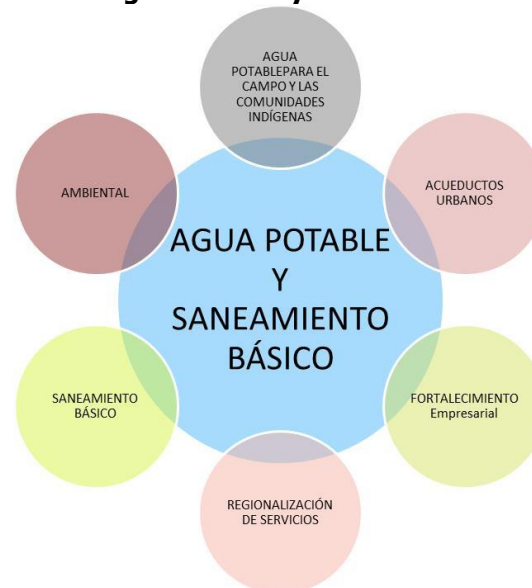 AGUA
POTABLEPARA EL
CAMPO Y LAS
COMUNIDADES
INDÍGENAS
AMBIENTAL
ACUEDUCTOS
URBANOS
AGUA POTABLE
Y
SANEAMIENTO
BÁSICO
SANEAMIENTO
BÁSICO
FORTALECIMIENTO
Empresarial
REGIONALIZACIÓN
DE SERVICIOS